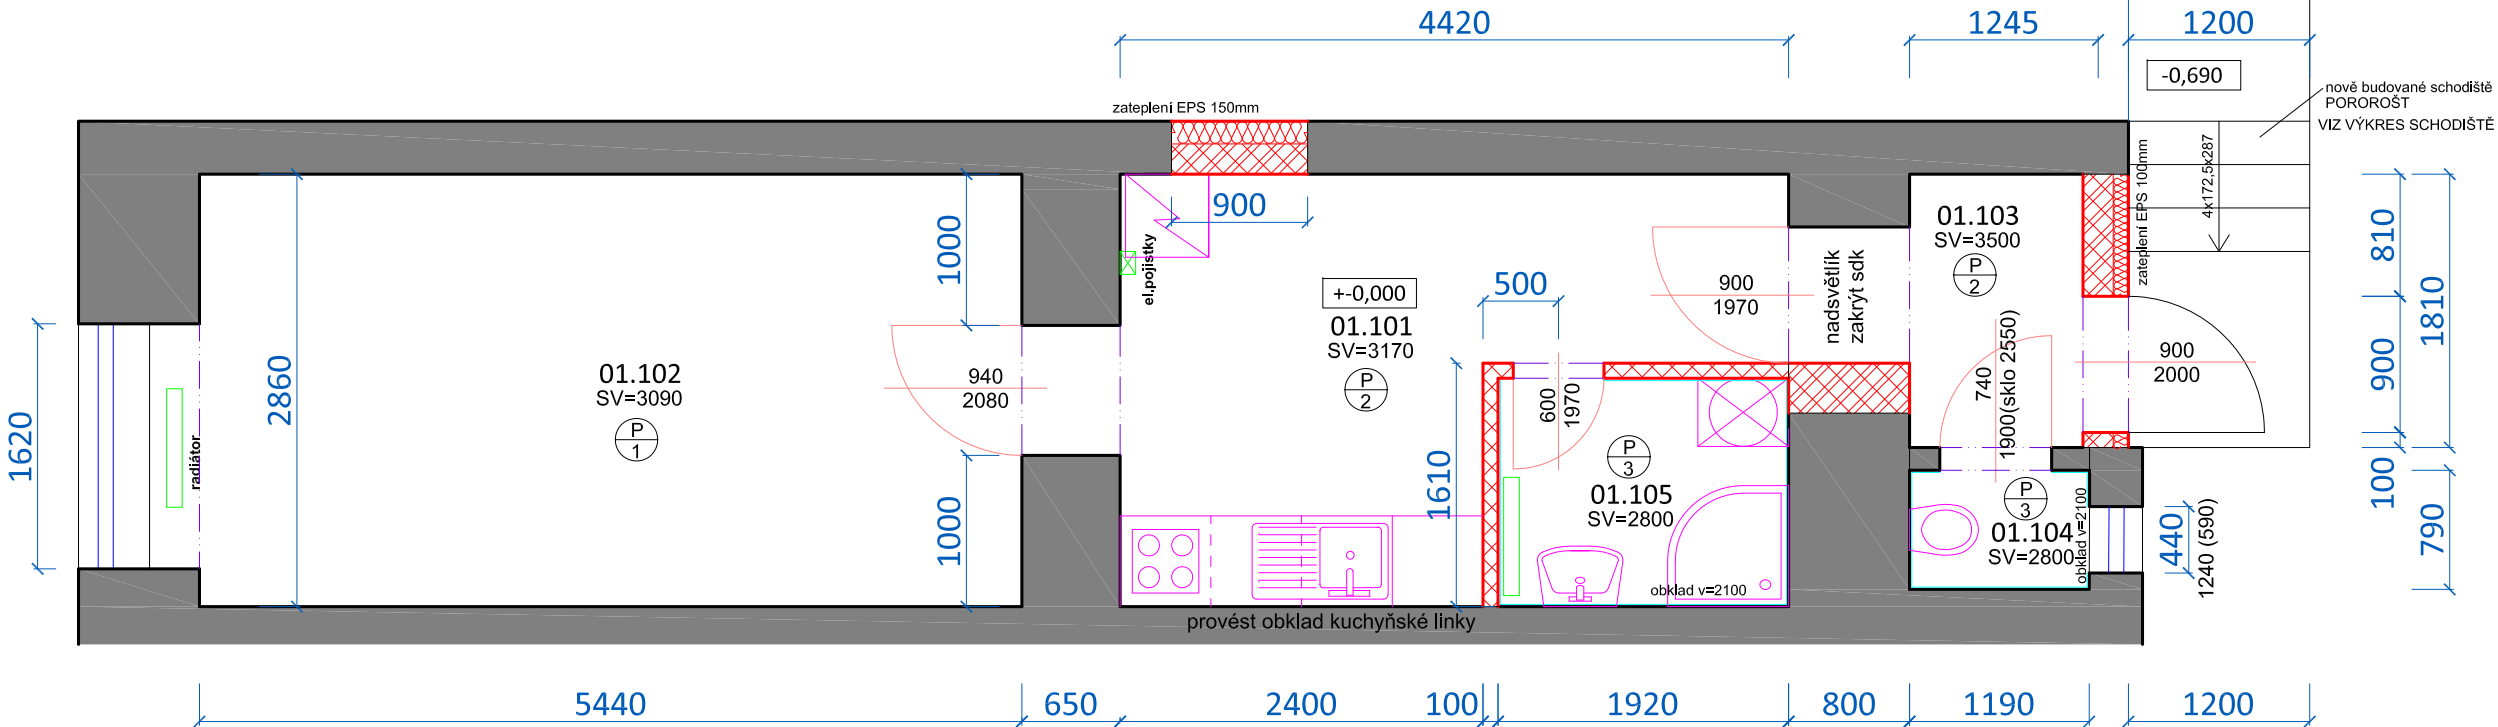 4420
1245
1200
-0,690
nově budované schodiště
POROROŠT
VIZ VÝKRES SCHODIŠTĚ
zateplení EPS 150mm
zateplení EPS 100mm
4x172,5x287
900
1000
el.pojistky
+-0,000
01.101
SV=3170
P
2
500
900
1970
nadsvětlík
zakrýt sdk
01.103
SV=3500
P
2
810
1810
900
100
790
900
2000
740
1900(sklo 2550)
2860
01.102
SV=3090
P
1
940
2080
1620
radiátor
1000
1610
600
1970
P
3
01.105
SV=2800
obklad v=2100
P
3
01.104
SV=2800
obklad v=2100
440
1240 (590)
provést obklad kuchyňské linky
5440
650
2400
100
1920
800
1190
1200